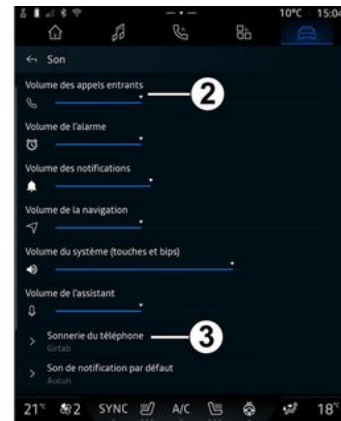 10°C 15:04
Son
Volume des appels entrants
2
Volume de l'alarme
Volume des notifications
Volume de la navigation
Volume du système (touches et bips)
Volume de l'assistant
Sonnerie du téléphone
3
Girtab
Son de notification par défaut
Aucun
21° 2 SYNC A/C 18°